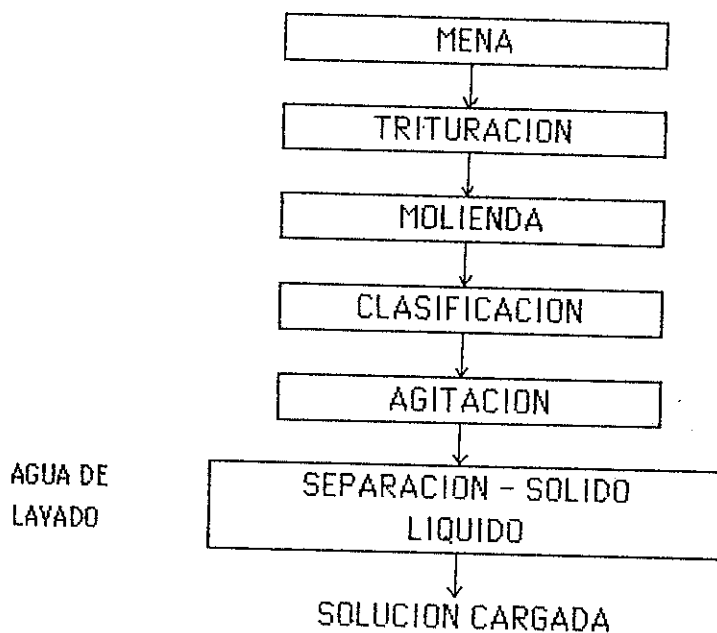 MENA
TRITURACION
MOLIENDA
CLASIFICACION
AGITACION
AGUA DE
LAVADO
SEPARACION - SOLIDO
LIQUIDO
SOLUCION CARGADA